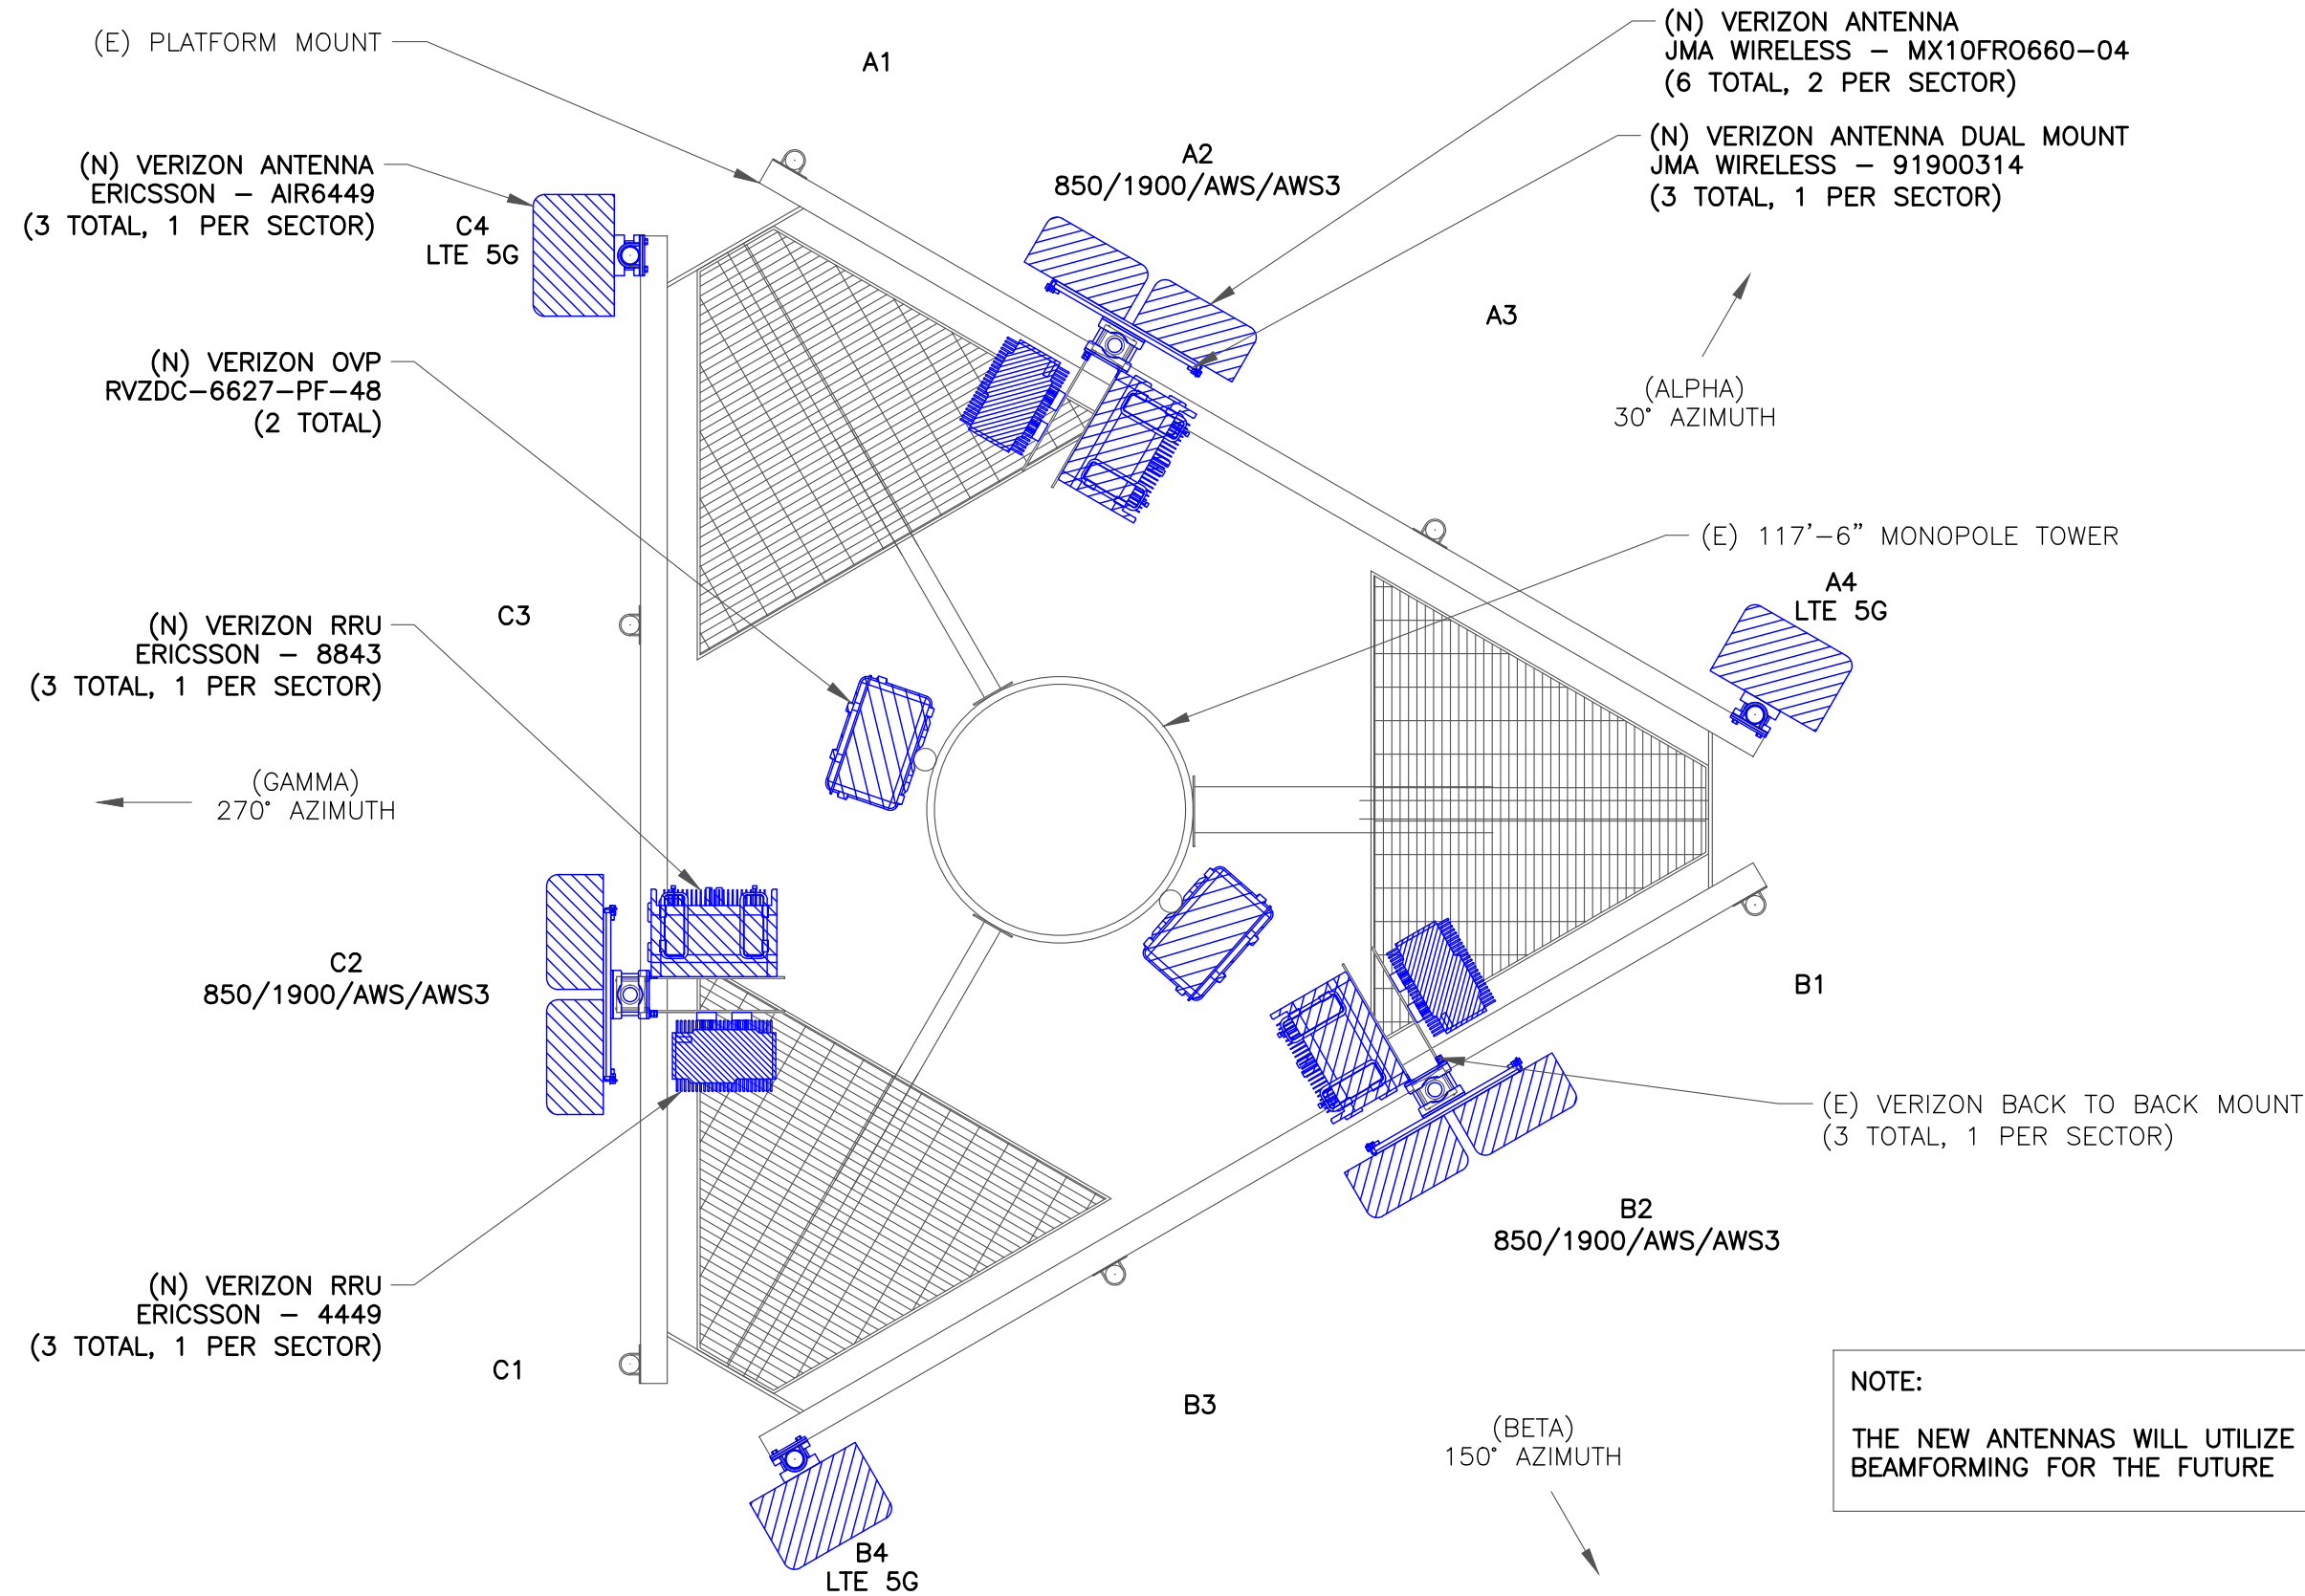 (E) PLATFORM MOUNT
A1
(N) VERIZON ANTENNA
JMA WIRELESS - MX10FRO660-04
(6 TOTAL, 2 PER SECTOR)
(N) VERIZON ANTENNA DUAL MOUNT
JMA WIRELESS - 91900314
(3 TOTAL, 1 PER SECTOR)
(N) VERIZON ANTENNA
ERICSSON - AIR6449
(3 TOTAL, 1 PER SECTOR)
C4
LTE 5G
A2
850/1900/AWS/AWS3
A3
(N) VERIZON OVP
RVZDC-6627-PF-48
(2 TOTAL)
(ALPHA)
30° AZIMUTH
(E) 117'-6" MONOPOLE TOWER
A4
LTE 5G
C3
(N) VERIZON RRU
ERICSSON - 8843
(3 TOTAL, 1 PER SECTOR)
(GAMMA)
270° AZIMUTH
C2
850/1900/AWS/AWS3
B1
(E) VERIZON BACK TO BACK MOUNT
(3 TOTAL, 1 PER SECTOR)
B2
850/1900/AWS/AWS3
(N) VERIZON RRU
ERICSSON - 4449
(3 TOTAL, 1 PER SECTOR)
C1
B3
(BETA)
150° AZIMUTH
NOTE:
THE NEW ANTENNAS WILL UTILIZE
BEAMFORMING FOR THE FUTURE
B4
LTE 5G